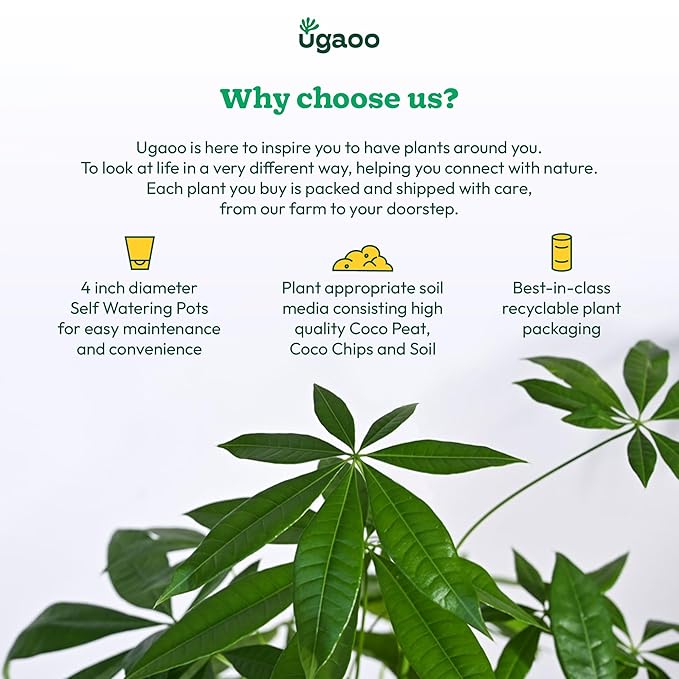 ugaoo
Why choose us?
Ugaoo is here to inspire you to have plants around you.
To look at life in a very different way, helping you connect with nature.
Each plant you buy is packed and shipped with care,
from our farm to your doorstep.
4 inch diameter
Self Watering Pots
for easy maintenance
and convenience
Plant appropriate soil
media consisting high
quality Coco Peat,
Coco Chips and Soil
Best-in-class
recyclable plant
packaging